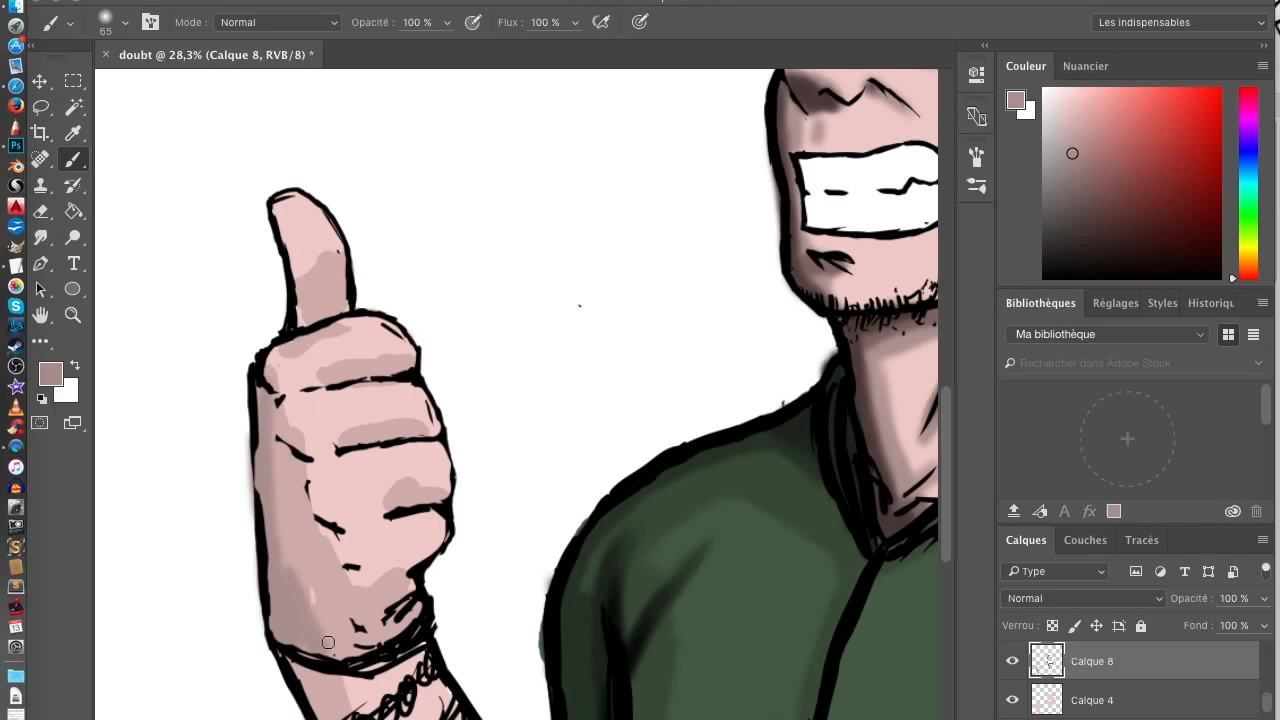 Mode : Normal Opacité : 100 % Flux : 100 % Les indispensables
65
doubt @ 28,3% (Calque 8, RVB/8) *
Couleur Nuancier
Bibliothèques Réglages Styles Historiqu
Ma bibliothèque
Rechercher dans Adobe Stock
Calques Couches Tracés
Type
Normal Opacité : 100 %
Verrou : Fond : 100 %
Calque 8
Calque 4